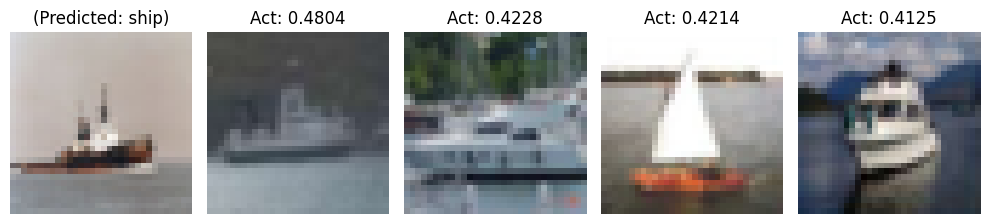 (Predicted: ship)
Act: 0.4804
Act: 0.4228
Act: 0.4214
Act: 0.4125